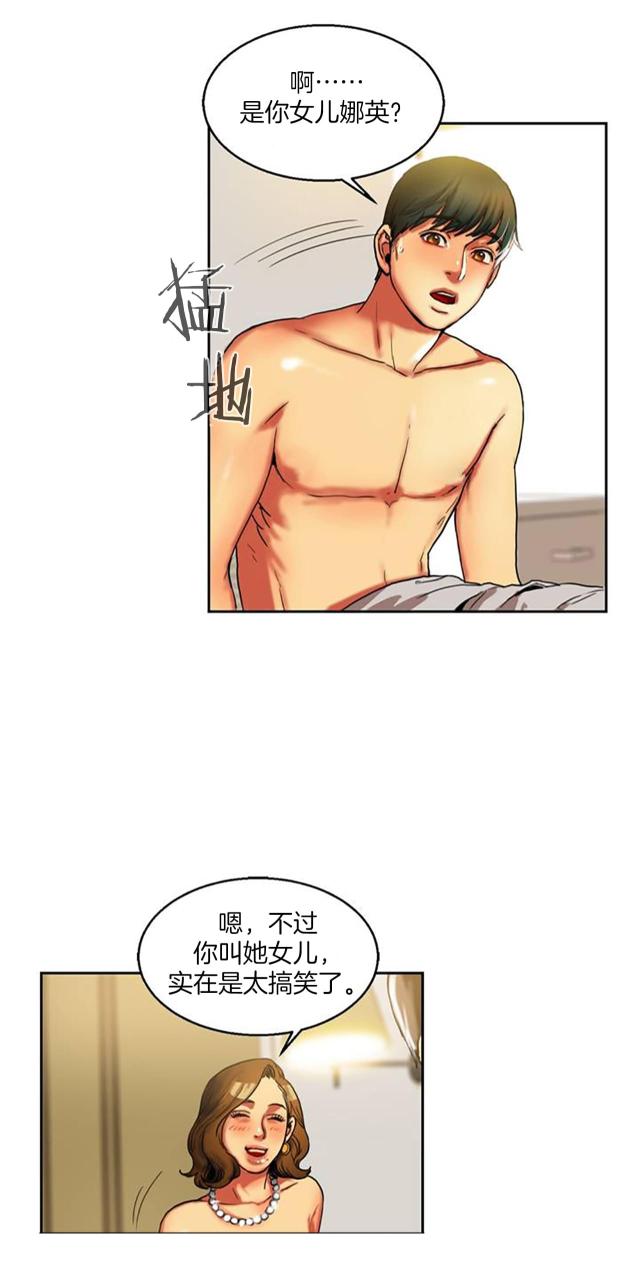 啊……
是你女儿娜英？
猛
地
嗯，不过
你叫她女儿，
实在是太搞笑了。